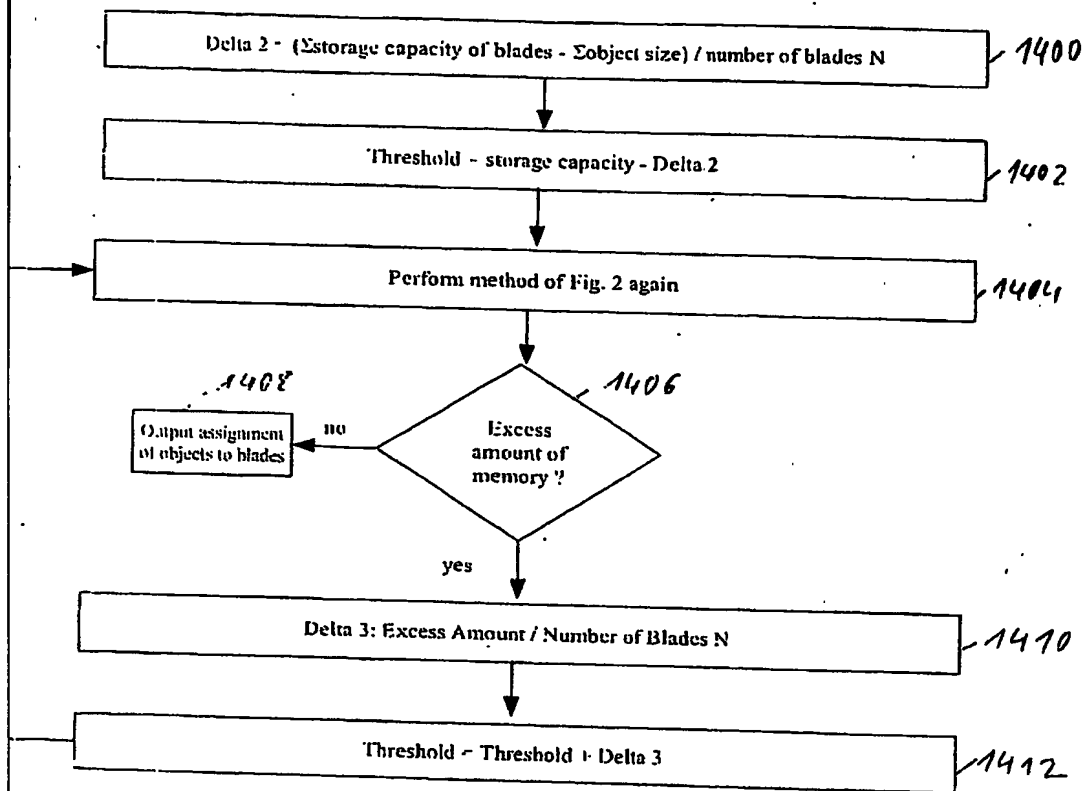 Delta 2 - (Σstorage capacity of blades - Σobject size) / number of blades N
1400
Threshold - storage capacity - Delta 2
1402
Perform method of Fig. 2 again
1404
1408
1406
Output assignment
of objects to blades
no
Excess
amount of
memory ?
yes
Delta 3: Excess Amount / Number of Blades N
1410
Threshold - Threshold + Delta 3
1412